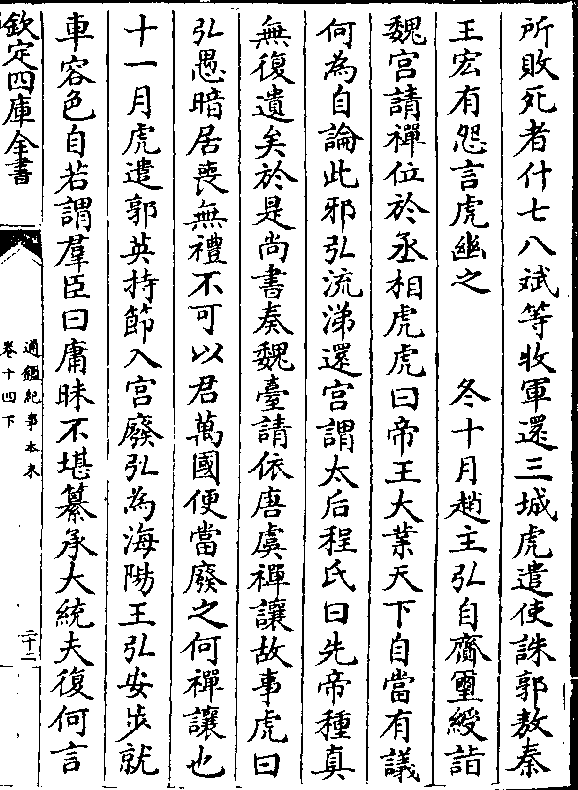 所敗死者什七八斌等收軍還三城虎遣使誅郭敖秦
王宏有怨言虎幽之　冬十月趙主弘自齎璽綬詣
魏宮請禪位於丞相虎虎曰帝王大業天下自當有議
何為自論此邪弘流涕還宮謂太后程氏曰先帝種真
無復遺矣於是尚書奏魏臺請依唐虞禪讓故事虎曰
弘愚暗居喪無禮不可以君萬國便當廢之何禪讓也
十一月虎遣郭英持節入宮廢弘為海陽王弘安步就
車容色自若謂羣臣曰庸昧不堪纂承大統夫復何言
欽定四庫全書
通鑑紀事本末
卷十四下
二十二